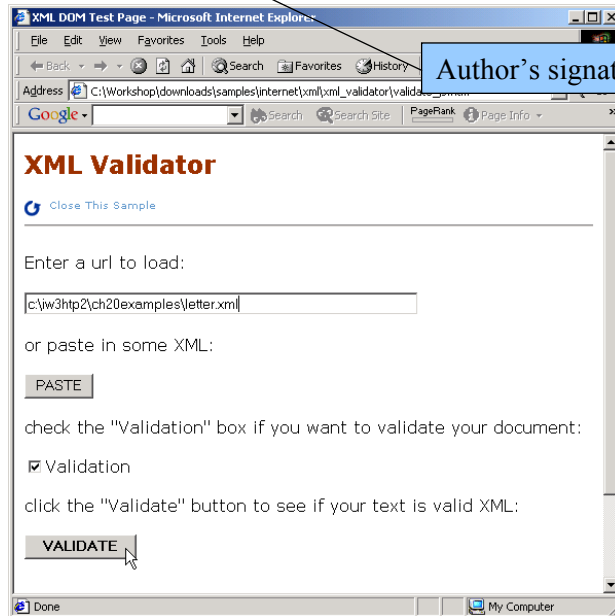 XML DOM Test Page - Microsoft Internet Explorer
File Edit View Favorites Tools Help
Back Search Favorites History
Author's signat
Address C:\Workshop\downloads\samples\internet\xml\xml_validator\
Google Search Search Site PageRank Page Info
XML Validator
Close This Sample
Enter a url to load:
c:\iw3htp2\ch20examples\letter.xml
or paste in some XML:
PASTE
check the "Validation" box if you want to validate your document:
Validation
click the "Validate" button to see if your text is valid XML:
VALIDATE
Done My Computer